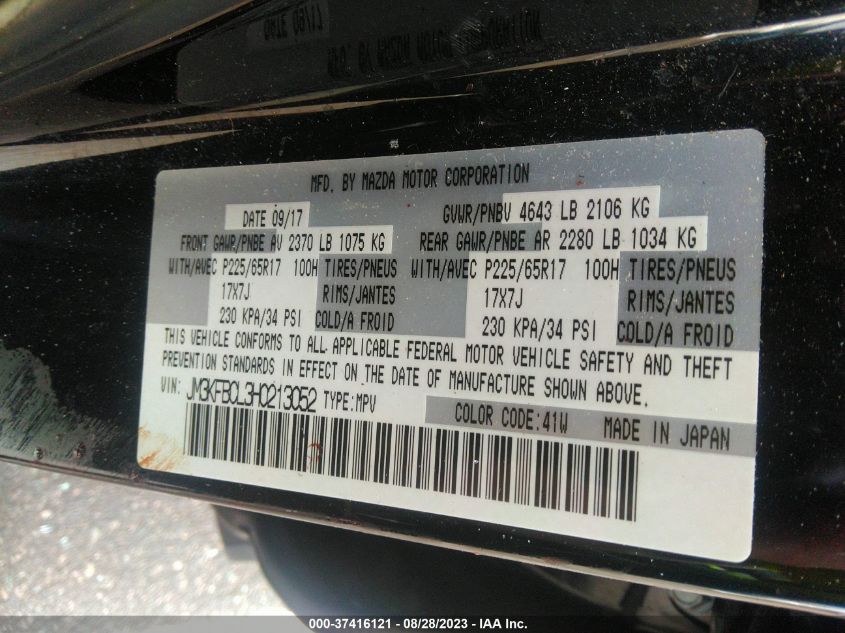 MFD. BY MAZDA MOTOR CORPORATION
DATE 09/17 GVWR/PNBV 4643 LB 2106 KG
FRONT GAWR/PNBE AV 2370 LB 1075 KG REAR GAWR/PNBE AR 2280 LB 1034 KG
WITH/AVEC P225/65R17 100H TIRES/PNEUS WITH/AVEC P225/65R17 100H TIRES/PNEUS
17X7J RIMS/JANTES 17X7J RIMS/JANTES
230 KPA/34 PSI COLD/A FROID 230 KPA/34 PSI COLD/A FROID
THIS VEHICLE CONFORMS TO ALL APPLICABLE FEDERAL MOTOR VEHICLE SAFETY AND THEFT
PREVENTION STANDARDS IN EFFECT ON THE DATE OF MANUFACTURE SHOWN ABOVE.
VIN: JM3KFBCL3H0213052 TYPE:MPV
COLOR CODE:41W MADE IN JAPAN
000-37416121 - 08/28/2023 - IAA Inc.